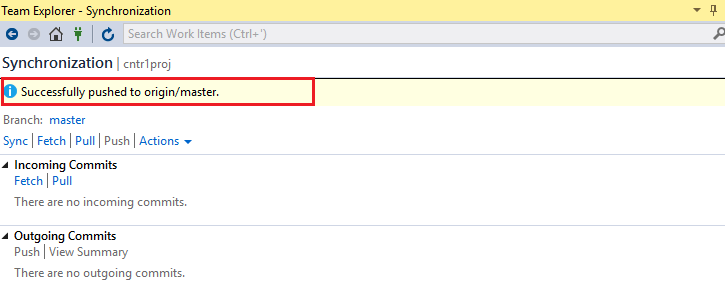 Team Explorer - Synchronization
Search Work Items (Ctrl+')
Synchronization | cntr1proj
Successfully pushed to origin/master.
Branch: master
Sync | Fetch | Pull | Push | Actions
Incoming Commits
Fetch | Pull
There are no incoming commits.
Outgoing Commits
Push | View Summary
There are no outgoing commits.